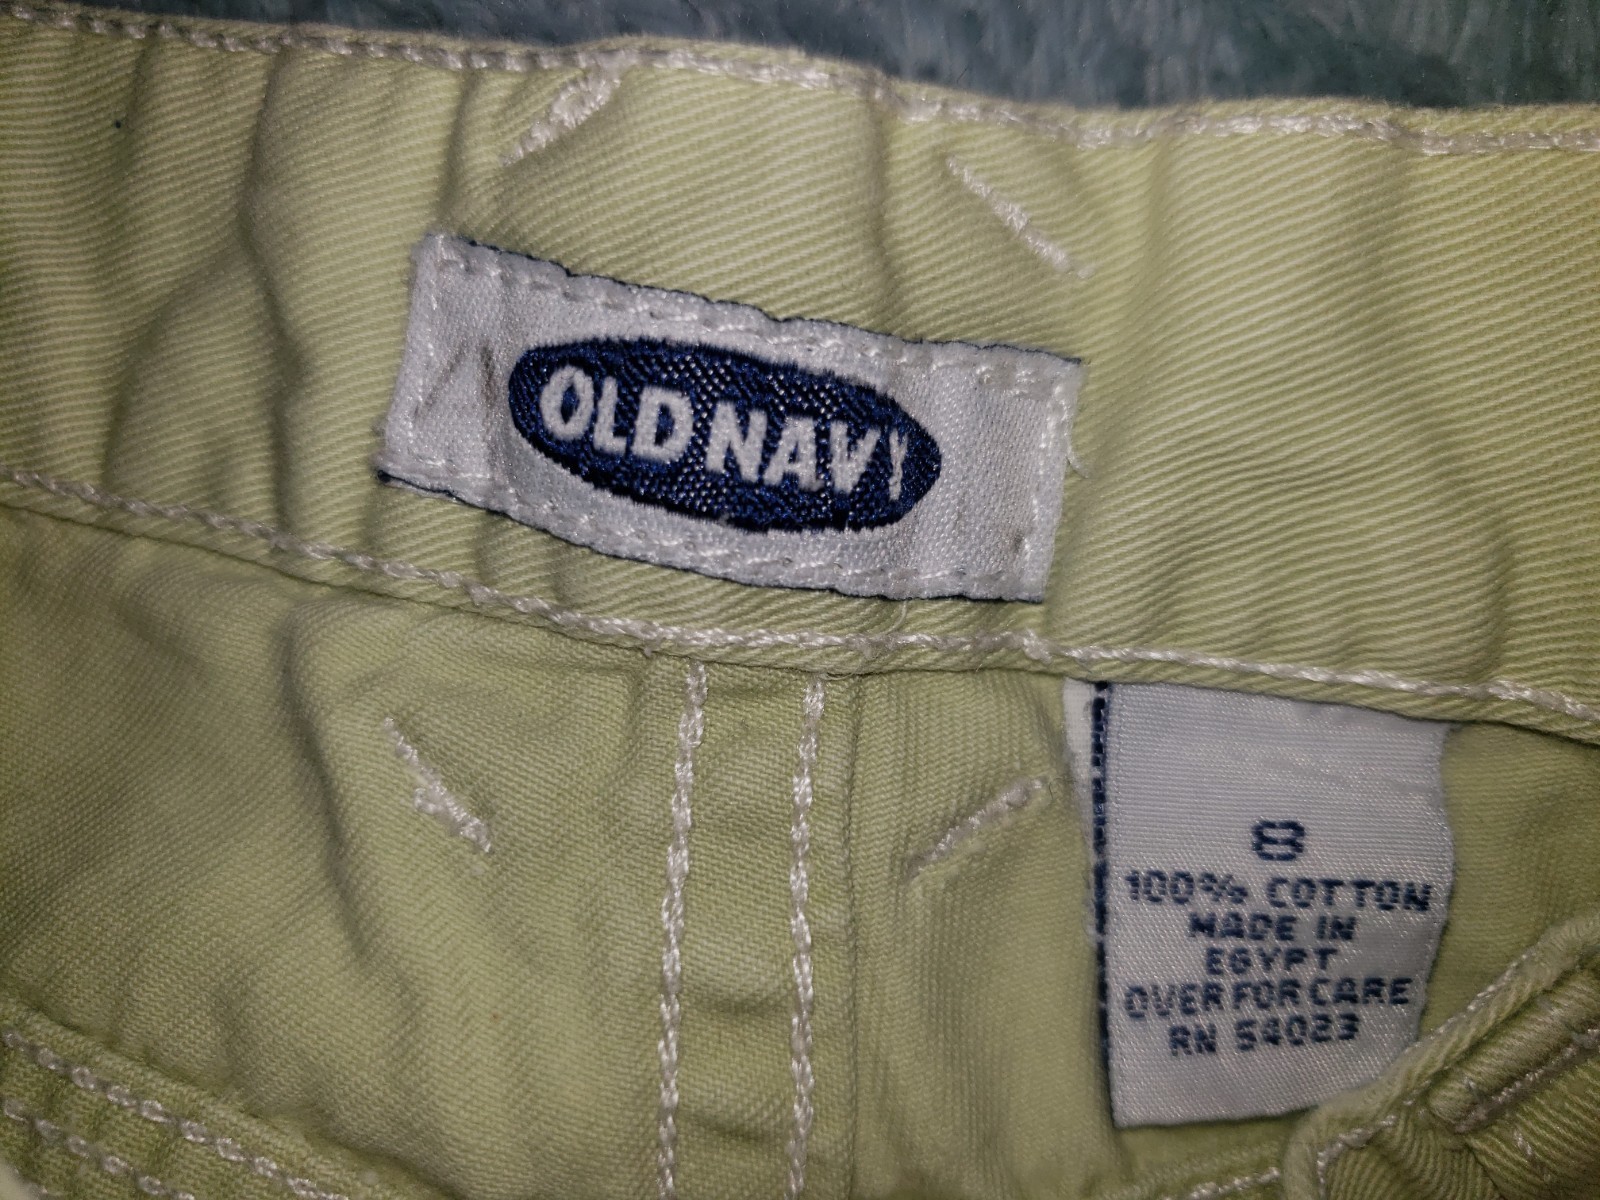 OLD NAVY
8
100% COTTON
MADE IN
EGYPT
OVER FOR CARE
RN 54023